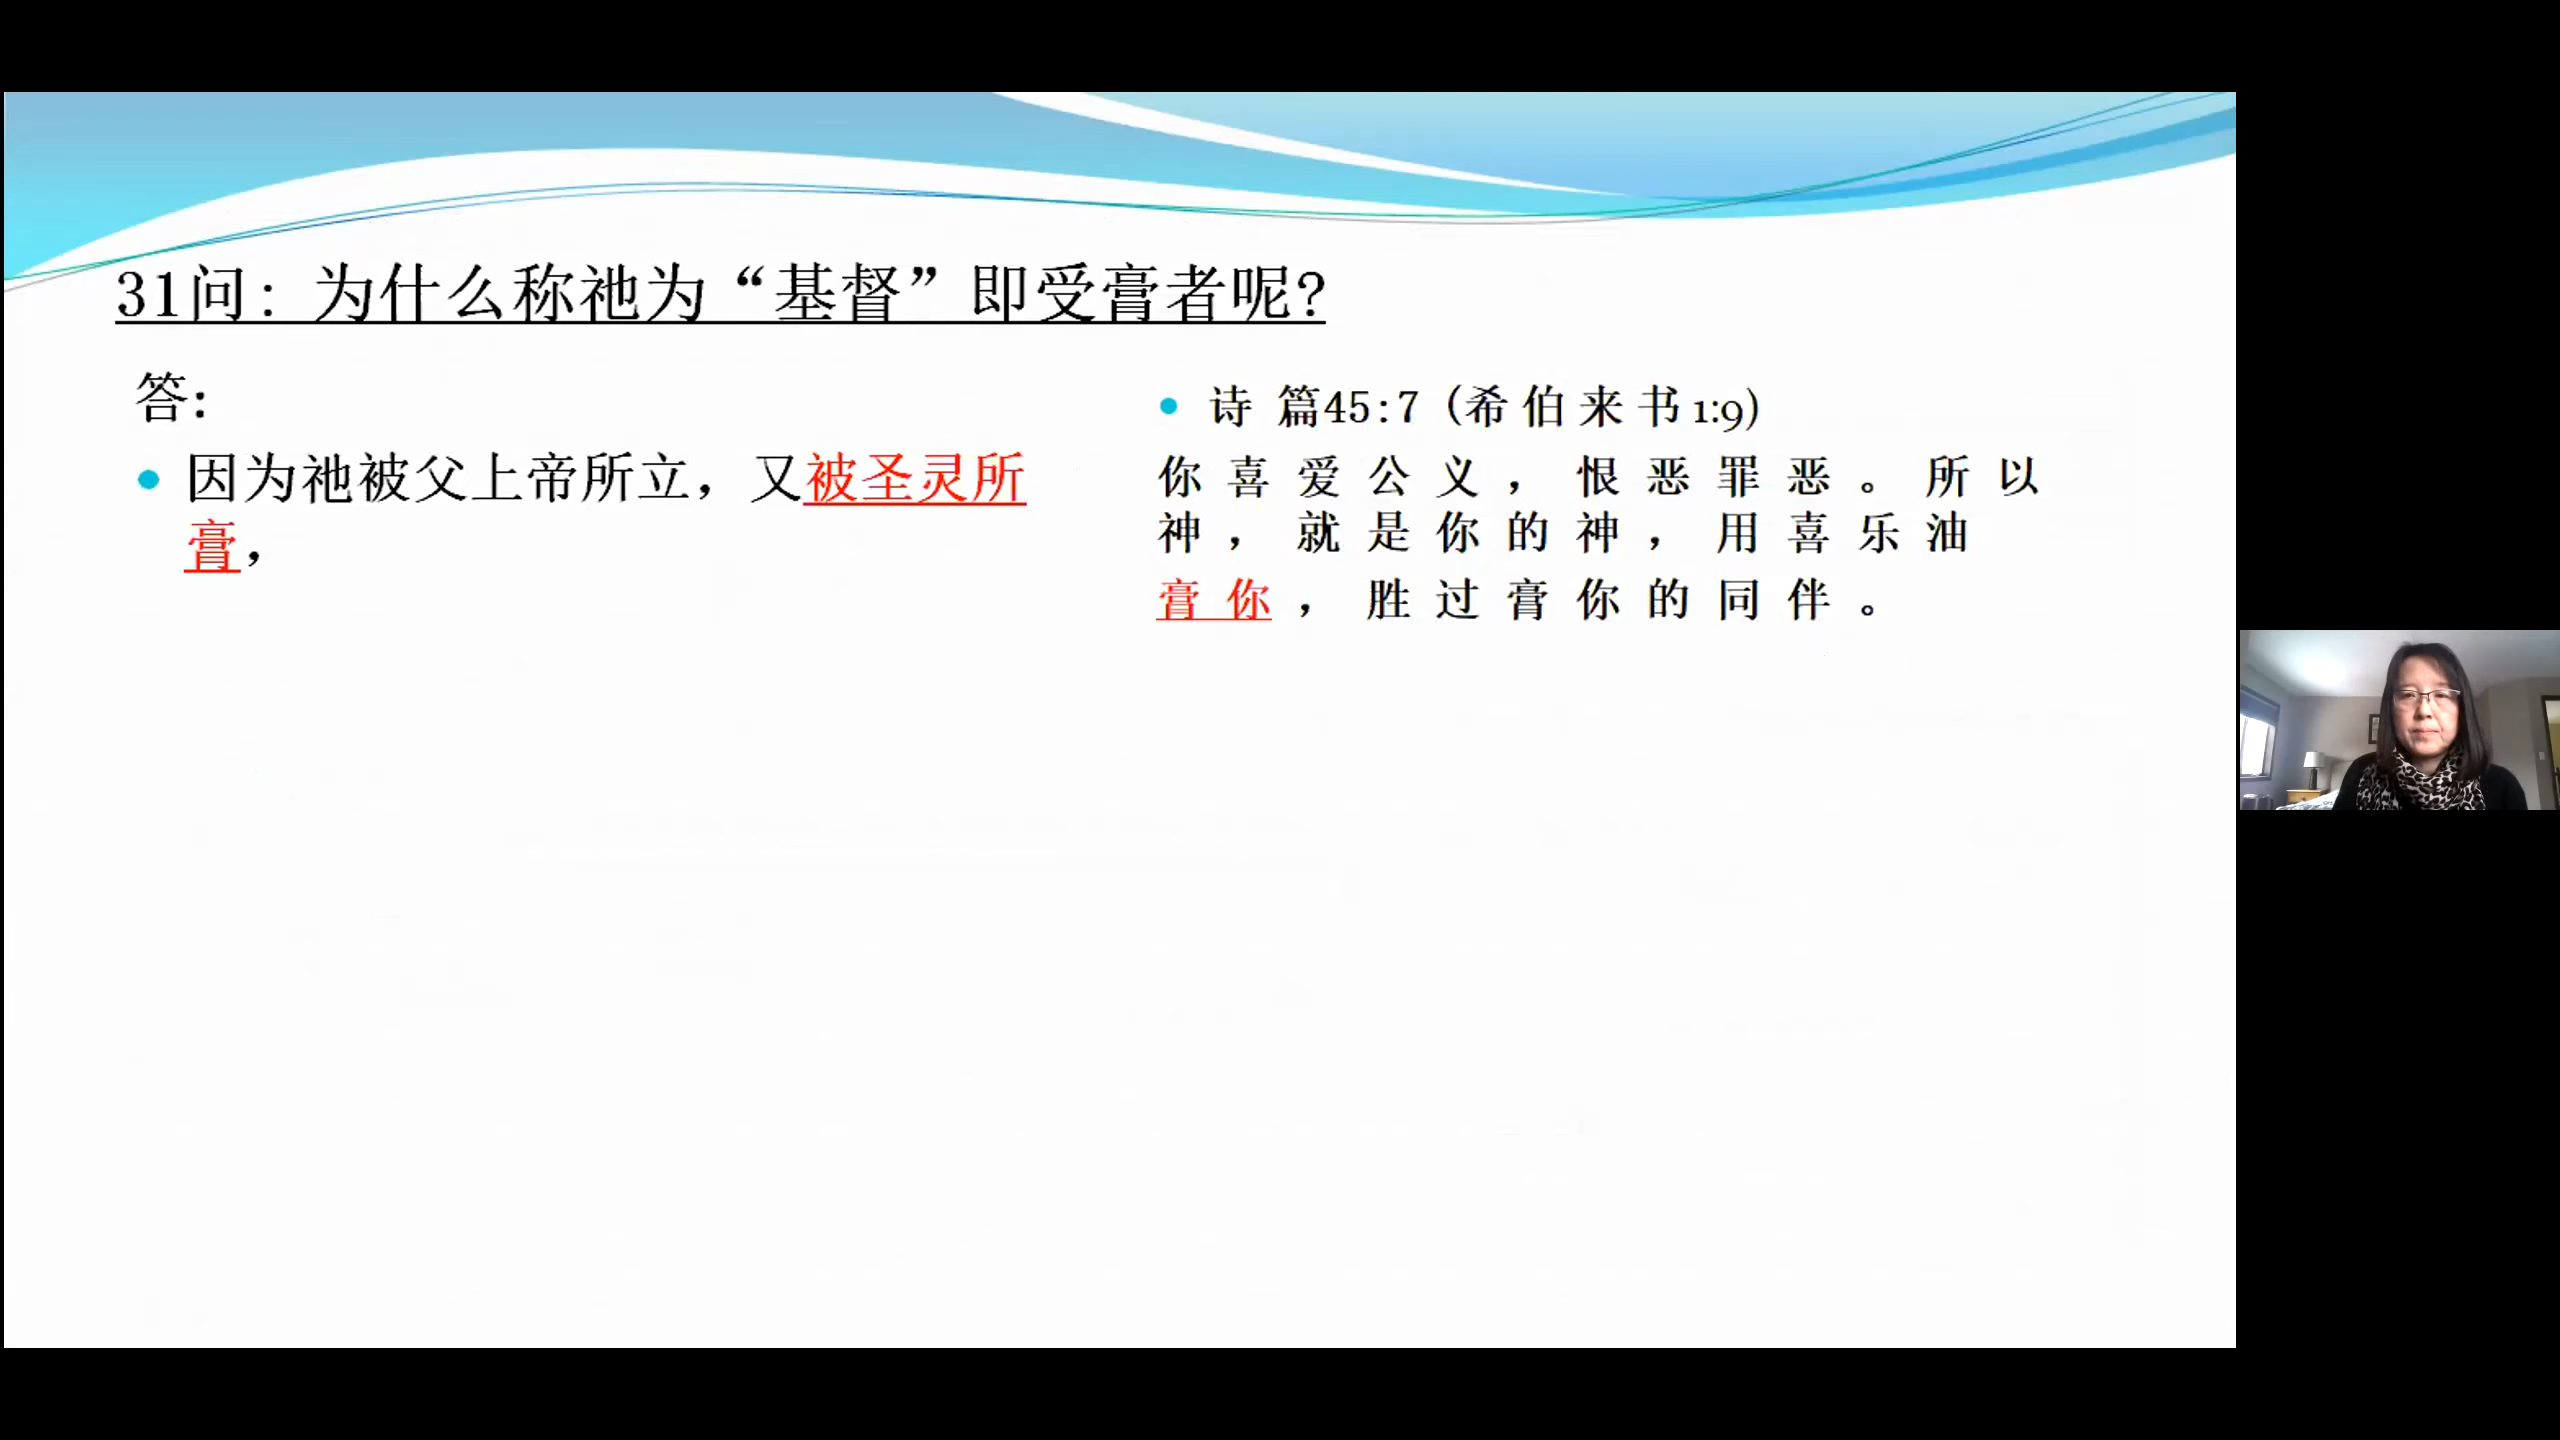 31问：为什么称祂为“基督”即受膏者呢？
答：
因为祂被父上帝所立，又被圣灵所
膏，
诗 篇45:7 (希 伯 来 书 1:9)
你 喜 爱 公 义 ， 恨 恶 罪 恶 。 所 以
神 ， 就 是 你 的 神 ， 用 喜 乐 油
膏 你 ， 胜 过 膏 你 的 同 伴 。